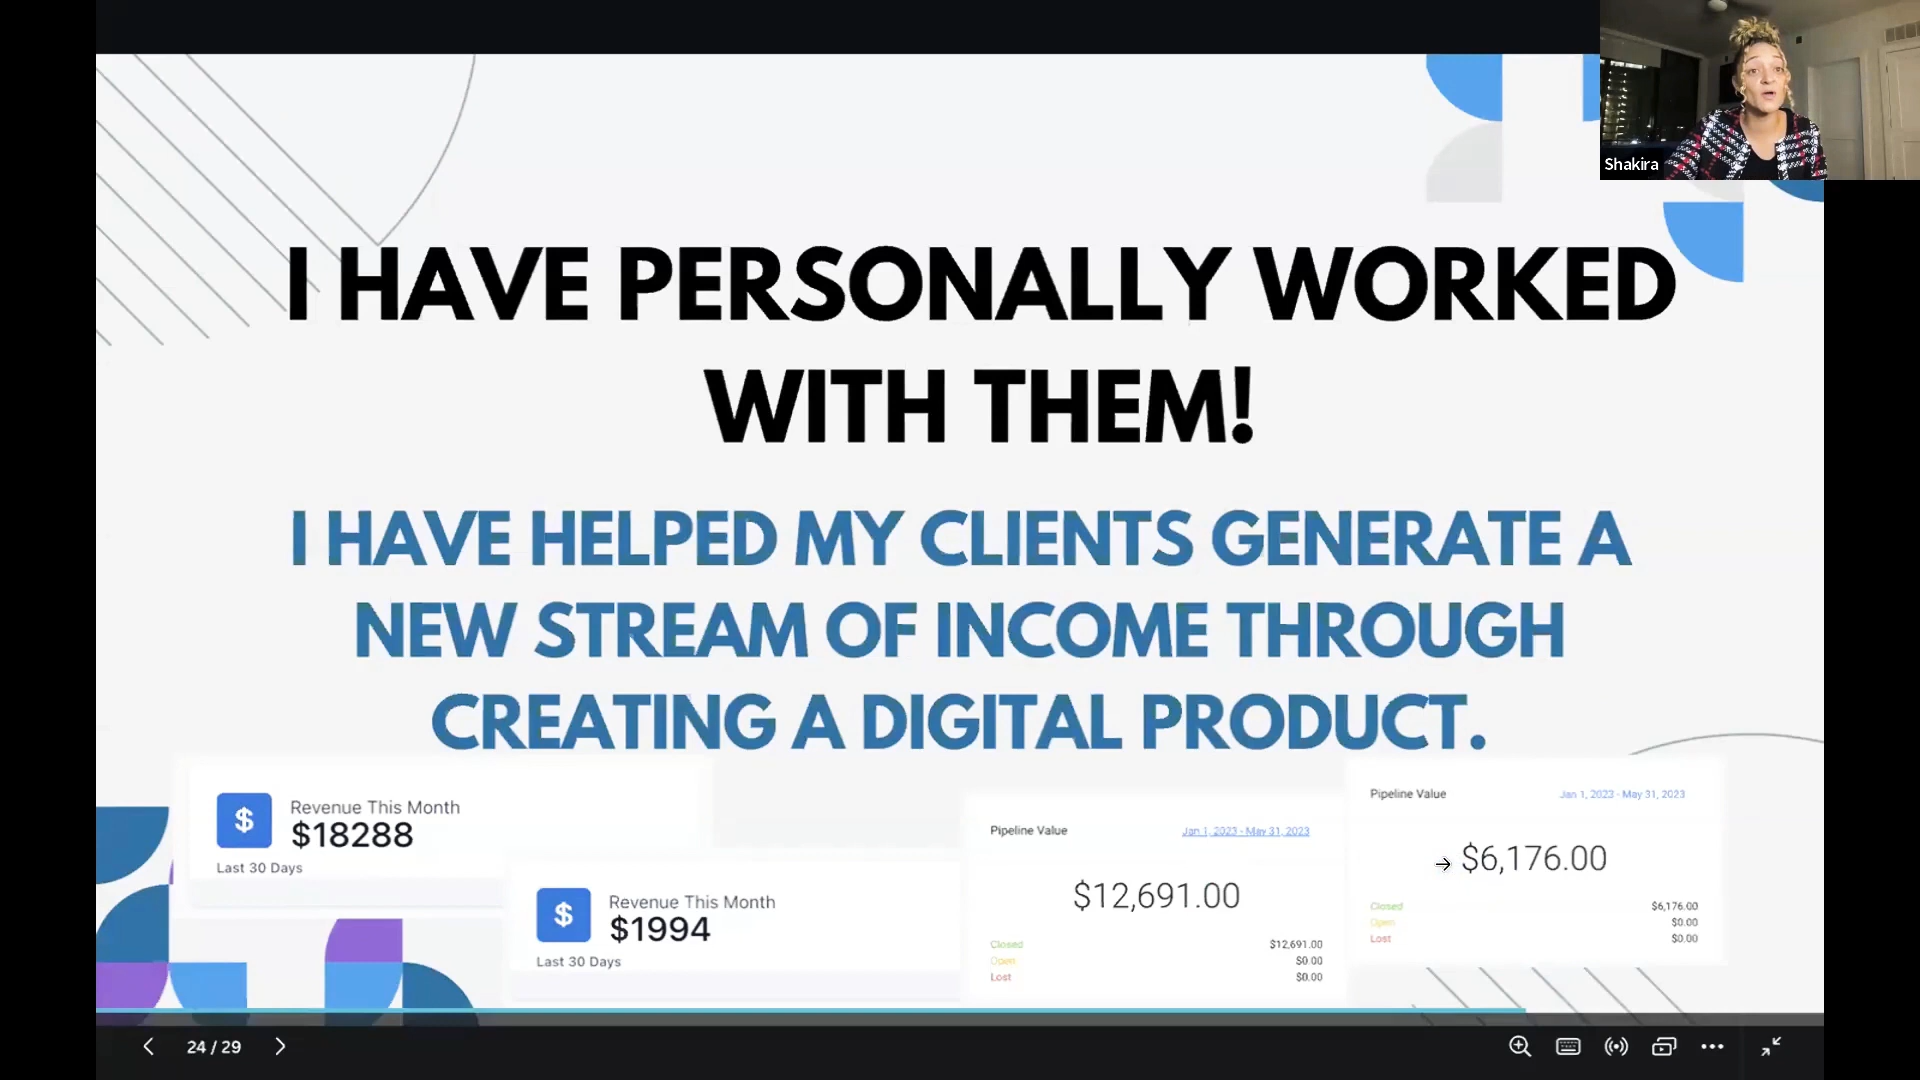 Shakira
I HAVE PERSONALLY WORKED
WITH THEM!
I HAVE HELPED MY CLIENTS GENERATE A
NEW STREAM OF INCOME THROUGH
CREATING A DIGITAL PRODUCT.
$ Revenue This Month
$18288
Last 30 Days
$ Revenue This Month
$1994
Last 30 Days
Pipeline Value Jan 1, 2023 - May 31, 2023
$12,691.00
Closed $12,691.00
Open $0.00
Lost $0.00
Pipeline Value Jan 1, 2023 - May 31, 2023
$6,176.00
Closed $6,176.00
Open $0.00
Lost $0.00
24 / 29